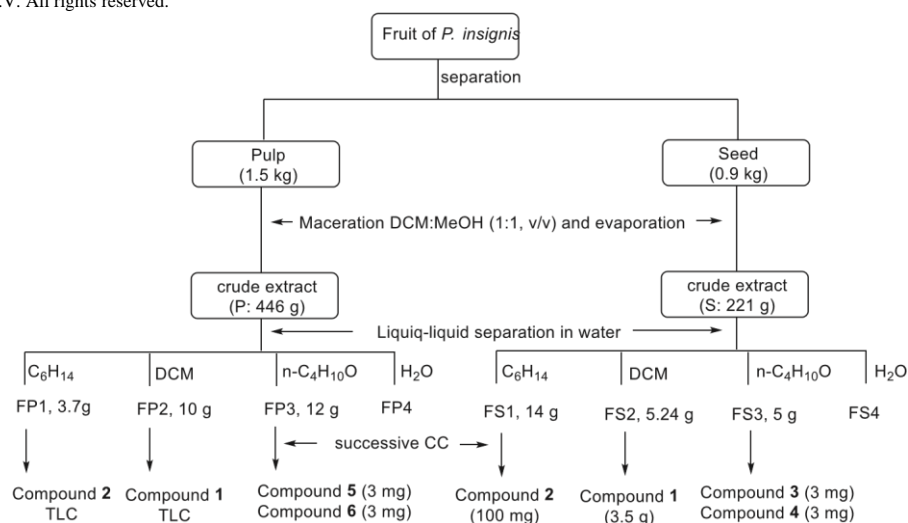 .V. All rights reserved.
Fruit of P. insignis
separation
Pulp
(1.5 kg)
Seed
(0.9 kg)
Maceration DCM:MeOH (1:1, v/v) and evaporation
crude extract
(P: 446 g)
crude extract
(S: 221 g)
Liquiq-liquid separation in water
C₆H₁₄
DCM
n-C₄H₁₀O
H₂O
C₆H₁₄
DCM
n-C₄H₁₀O
H₂O
FP1, 3.7g
FP2, 10 g
FP3, 12 g
FP4
FS1, 14 g
FS2, 5.24 g
FS3, 5 g
FS4
successive CC
Compound 2
TLC
Compound 1
TLC
Compound 5 (3 mg)
Compound 6 (3 mg)
Compound 2
(100 mg)
Compound 1
(3.5 g)
Compound 3 (3 mg)
Compound 4 (3 mg)